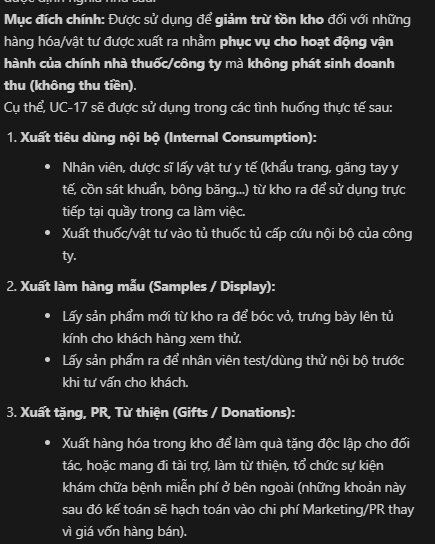 được định nghĩa như sau:
Mục đích chính: Được sử dụng để giảm trừ tồn kho đối với những
hàng hóa/vật tư được xuất ra nhằm phục vụ cho hoạt động vận
hành của chính nhà thuốc/công ty mà không phát sinh doanh
thu (không thu tiền).
Cụ thể, UC-17 sẽ được sử dụng trong các tình huống thực tế sau:
1. Xuất tiêu dùng nội bộ (Internal Consumption):
• Nhân viên, dược sĩ lấy vật tư y tế (khẩu trang, găng tay y
tế, cồn sát khuẩn, bông băng...) từ kho ra để sử dụng trực
tiếp tại quầy trong ca làm việc.
• Xuất thuốc/vật tư vào tủ thuốc tủ cấp cứu nội bộ của công
ty.
2. Xuất làm hàng mẫu (Samples / Display):
• Lấy sản phẩm mới từ kho ra để bóc vỏ, trưng bày lên tủ
kính cho khách hàng xem thử.
• Lấy sản phẩm ra để nhân viên test/dùng thử nội bộ trước
khi tư vấn cho khách.
3. Xuất tặng, PR, Từ thiện (Gifts / Donations):
• Xuất hàng hóa trong kho để làm quà tặng độc lập cho đối
tác, hoặc mang đi tài trợ, làm từ thiện, tổ chức sự kiện
khám chữa bệnh miễn phí ở bên ngoài (những khoản này
sau đó kế toán sẽ hạch toán vào chi phí Marketing/PR thay
vì giá vốn hàng bán).